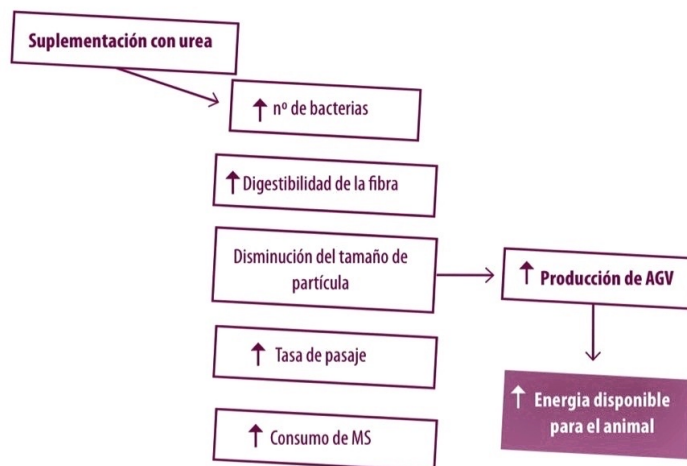 Suplementación con urea
↑ nº de bacterias
↑ Digestibilidad de la fibra
Disminución del tamaño de
partícula
↑ Producción de AGV
↑ Tasa de pasaje
↑ Energia disponible
para el animal
↑ Consumo de MS